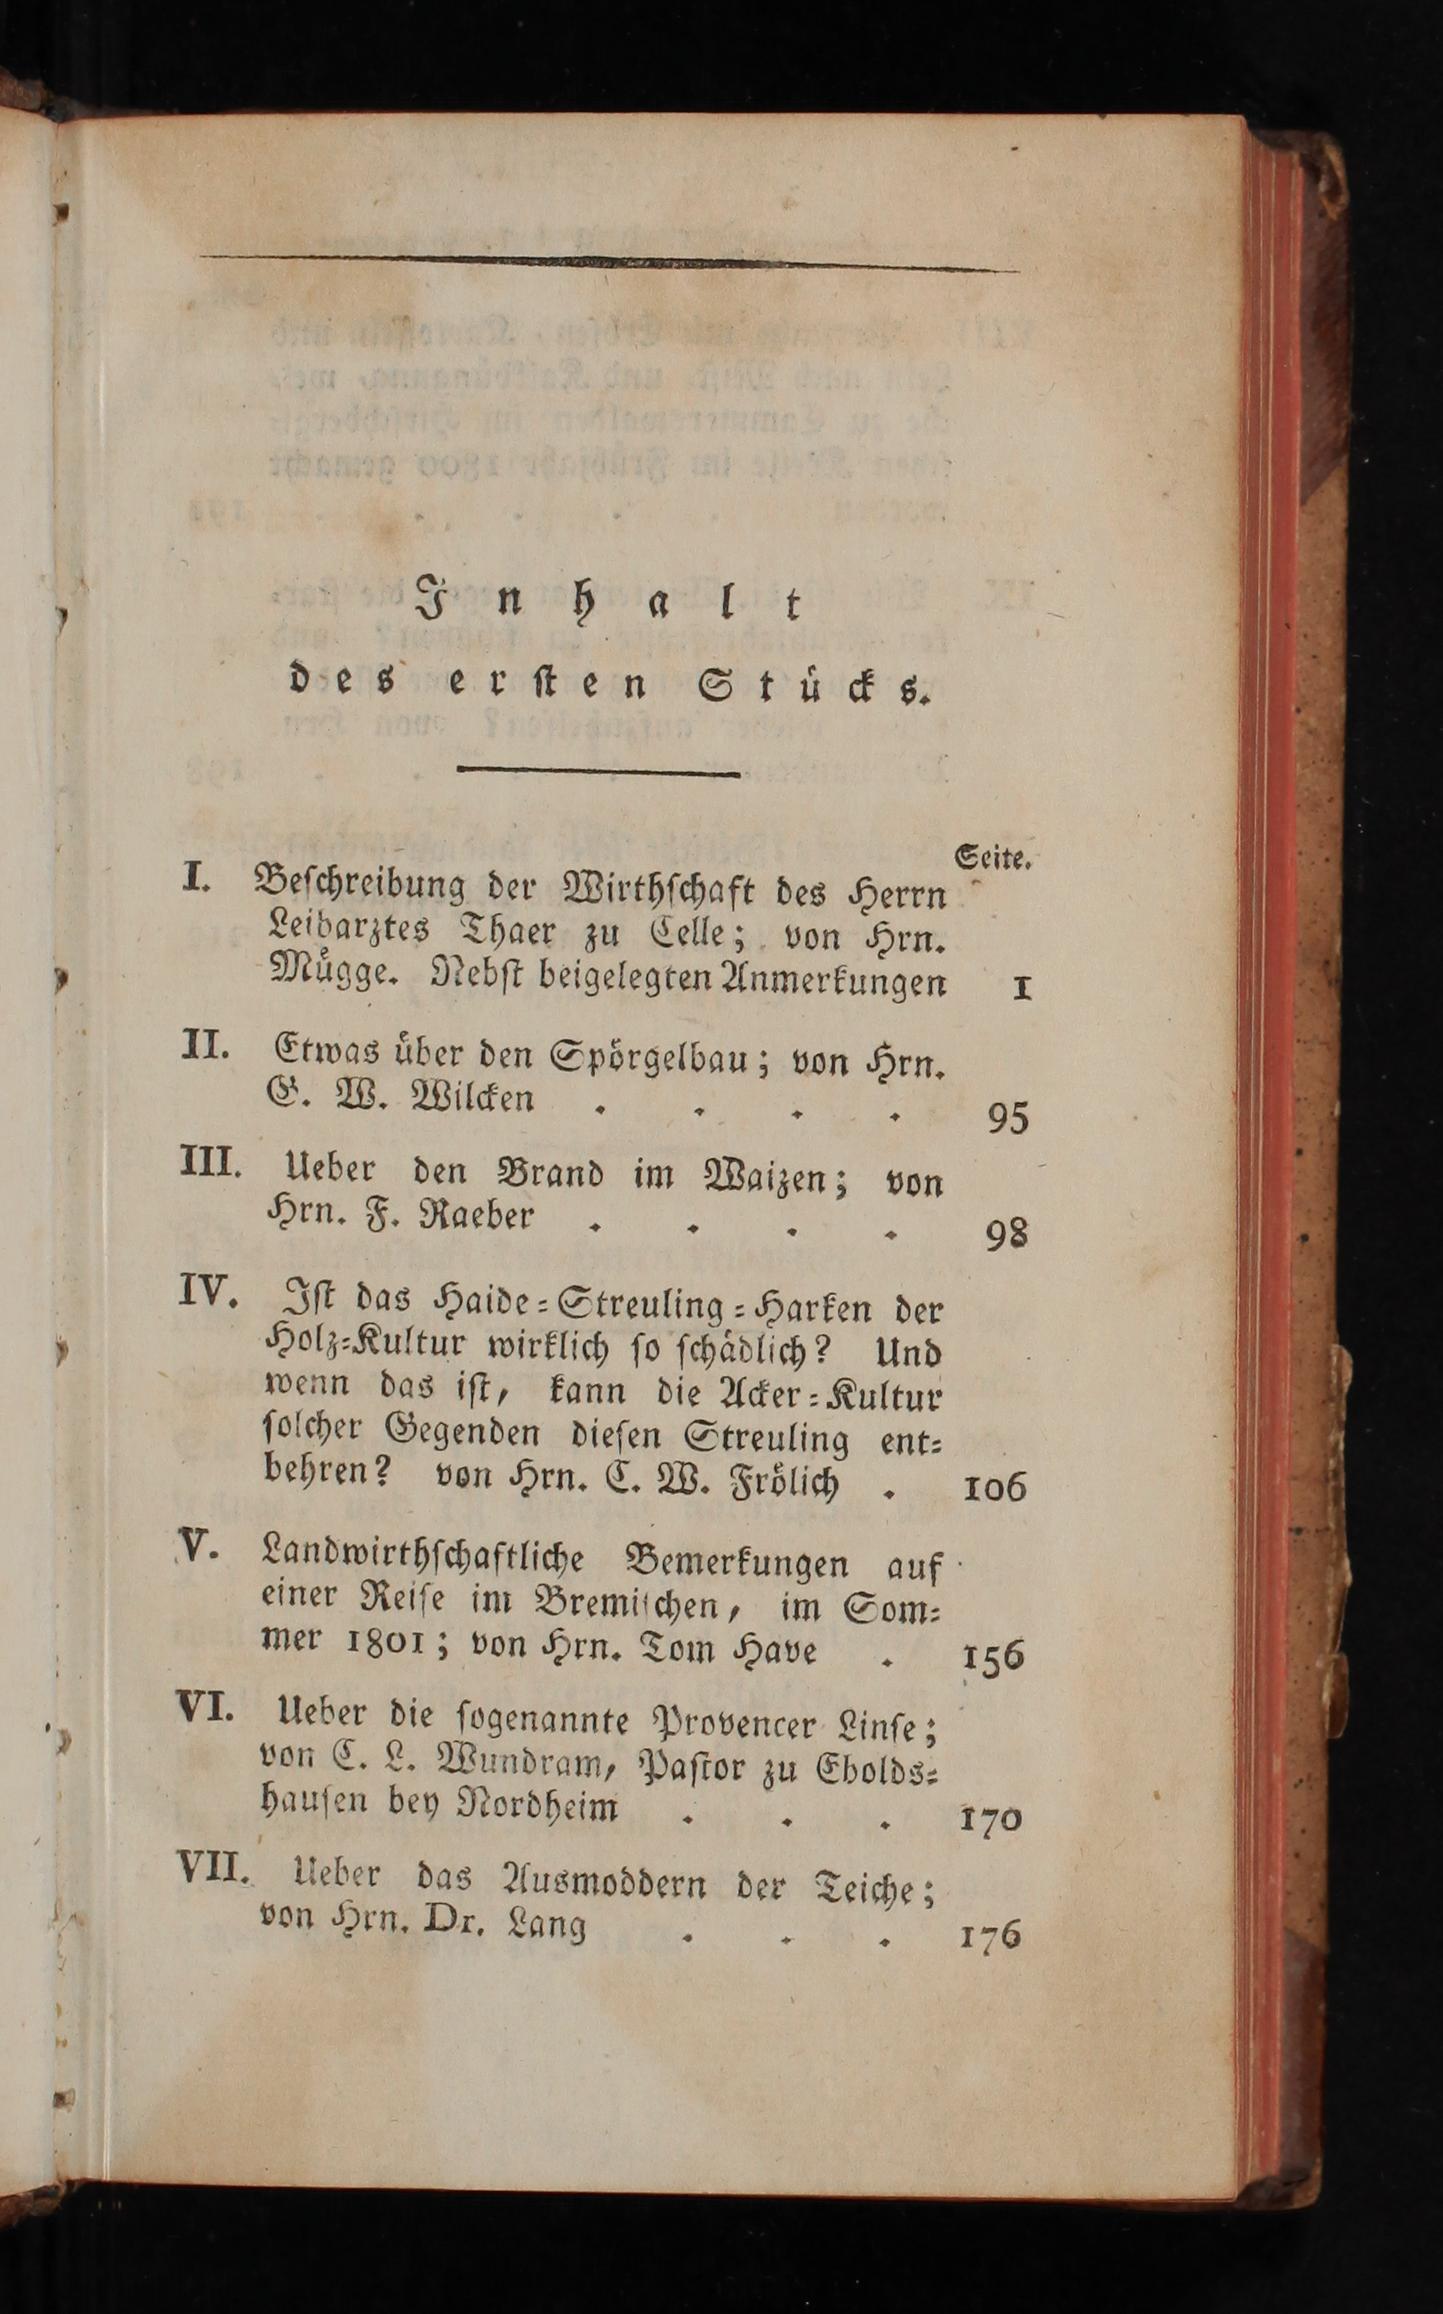 Inhalt
des erſten Stücks.
Seite.
I. Beſchreibung der Wirthſchaft des Herrn
Leibarztes Thaer zu Celle; von Hrn.
Mügge. Nebſt beigelegten Anmerkungen 1
II. Etwas über den Spörgelbau; von Hrn.
G. W. Wilcken . . . . 95
III. Ueber den Brand im Waizen; von
Hrn. F. Raeber . . . . 98
IV. Iſt das Haide-Streuling-Harken der
Holz-Kultur wirklich ſo ſchädlich? Und
wenn das iſt, kann die Acker-Kultur
ſolcher Gegenden dieſen Streuling ent-
behren? von Hrn. C. W. Frölich . 106
V. Landwirthſchaftliche Bemerkungen auf
einer Reiſe im Bremiſchen, im Som-
mer 1801; von Hrn. Tom Have . 156
VI. Ueber die ſogenannte Provencer Linſe;
von C. L. Wundram, Paſtor zu Ebolds-
hauſen bey Nordheim . . . 170
VII. Ueber das Ausmoddern der Teiche;
von Hrn. Dr. Lang . . . 176